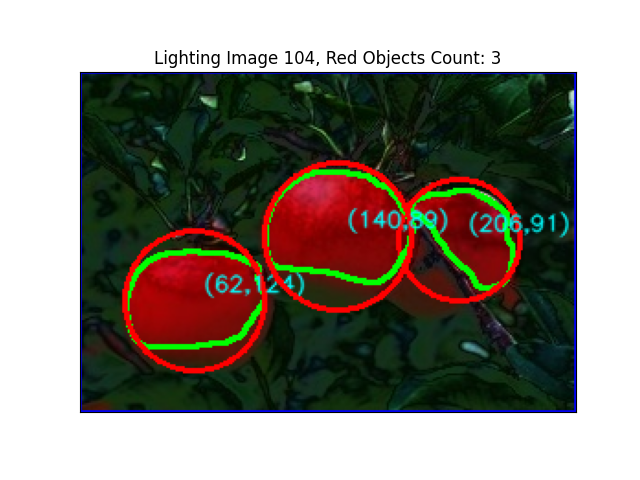 Lighting Image 104, Red Objects Count: 3
(140,89)
(206,91)
(62,124)